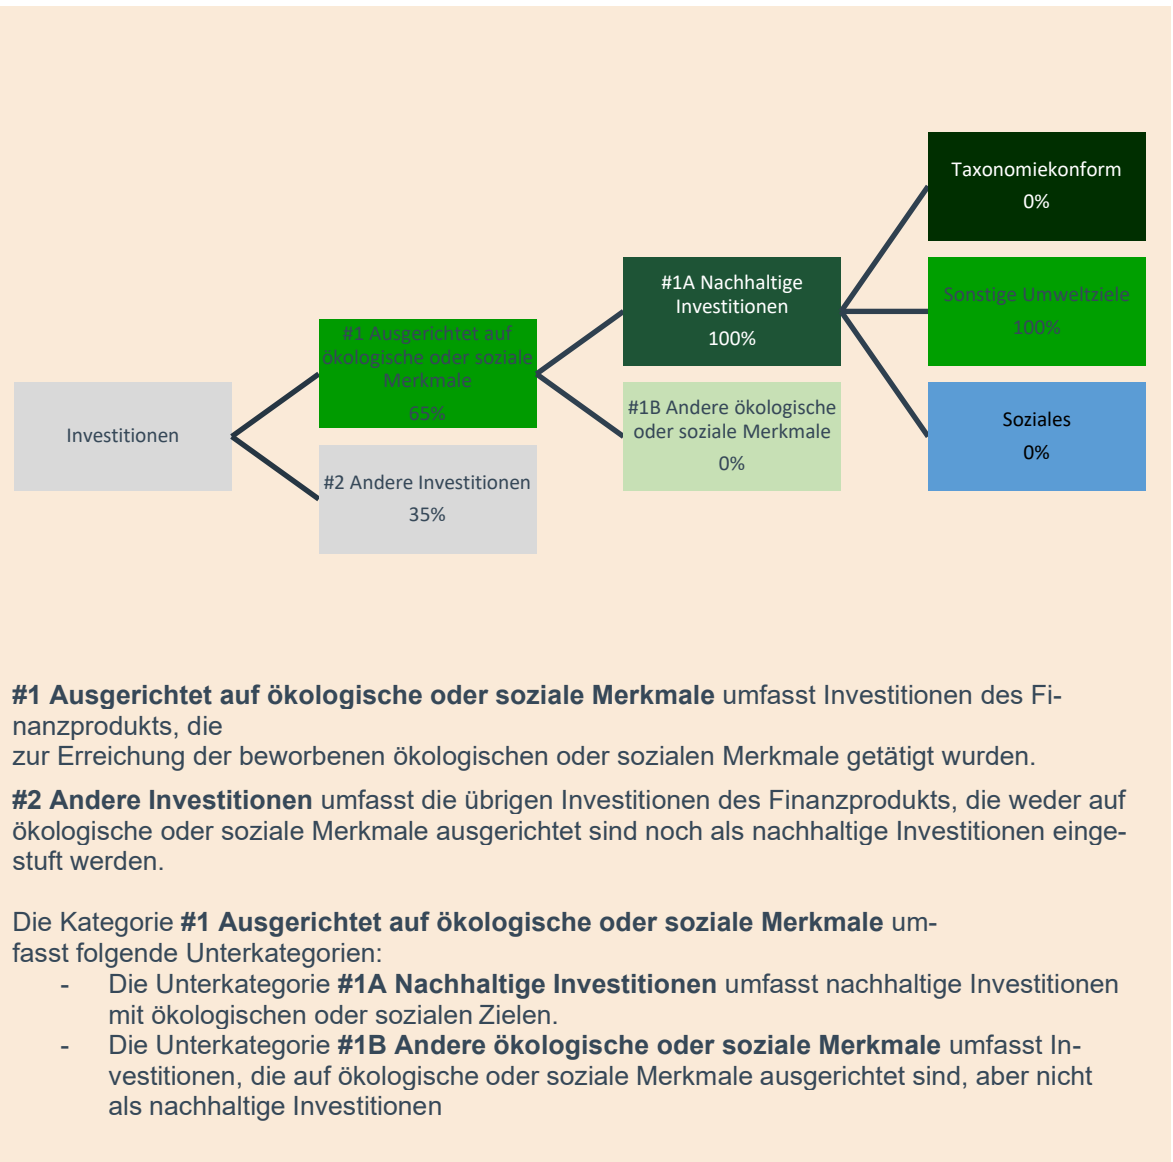 Taxonomiekonform
0%
#1A Nachhaltige
Investitionen
100%
Sonstige Umweltziele
100%
#1 Ausgerichtet auf
ökologische oder soziale
Merkmale
65%
Investitionen
#1B Andere ökologische
oder soziale Merkmale
0%
Soziales
0%
#2 Andere Investitionen
35%
#1 Ausgerichtet auf ökologische oder soziale Merkmale umfasst Investitionen des Fi-
nanzprodukts, die
zur Erreichung der beworbenen ökologischen oder sozialen Merkmale getätigt wurden.
#2 Andere Investitionen umfasst die übrigen Investitionen des Finanzprodukts, die weder auf
ökologische oder soziale Merkmale ausgerichtet sind noch als nachhaltige Investitionen einge-
stuft werden.
Die Kategorie #1 Ausgerichtet auf ökologische oder soziale Merkmale um-
fasst folgende Unterkategorien:
- Die Unterkategorie #1A Nachhaltige Investitionen umfasst nachhaltige Investitionen
mit ökologischen oder sozialen Zielen.
- Die Unterkategorie #1B Andere ökologische oder soziale Merkmale umfasst In-
vestitionen, die auf ökologische oder soziale Merkmale ausgerichtet sind, aber nicht
als nachhaltige Investitionen